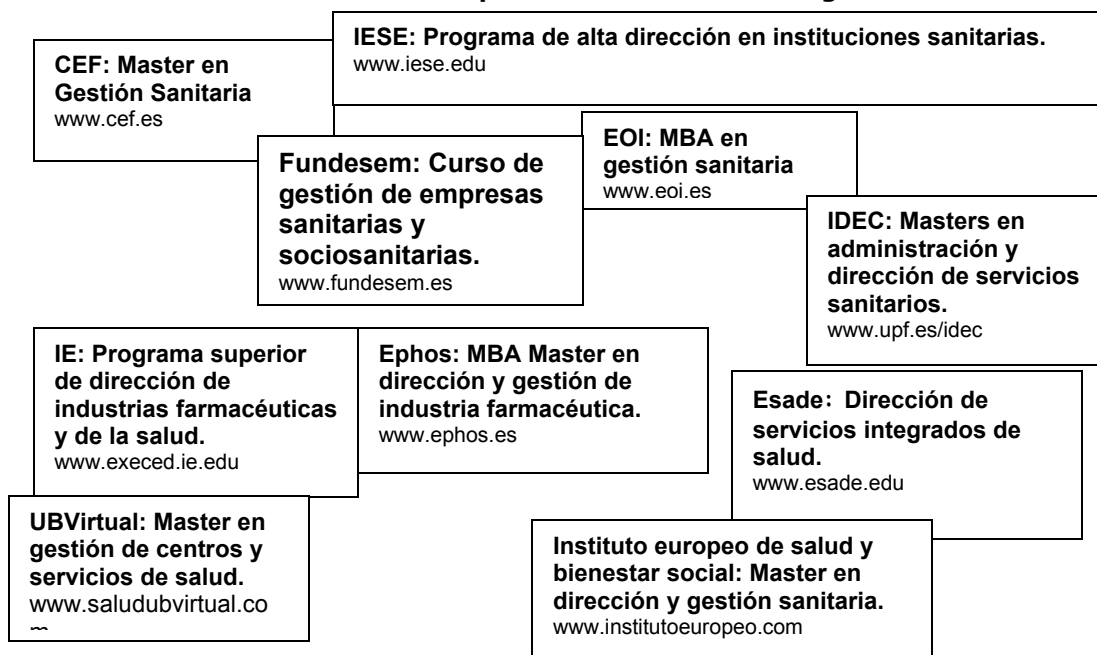 IESE: Programa de alta dirección en instituciones sanitarias.
www.iese.edu
CEF: Master en
Gestión Sanitaria
www.cef.es
EOI: MBA en
gestión sanitaria
www.eoi.es
Fundesem: Curso de
gestión de empresas
sanitarias y
sociosanitarias.
www.fundesem.es
IDEC: Masters en
administración y
dirección de servicios
sanitarios.
www.upf.es/idec
IE: Programa superior
de dirección de
industrias farmacéuticas
y de la salud.
www.execed.ie.edu
Ephos: MBA Master en
dirección y gestión de
industria farmacéutica.
www.ephos.es
Esade: Dirección de
servicios integrados de
salud.
www.esade.edu
UBVirtual: Master en
gestión de centros y
servicios de salud.
www.saludubvirtual.co
Instituto europeo de salud y
bienestar social: Master en
dirección y gestión sanitaria.
www.institutoeuropeo.com